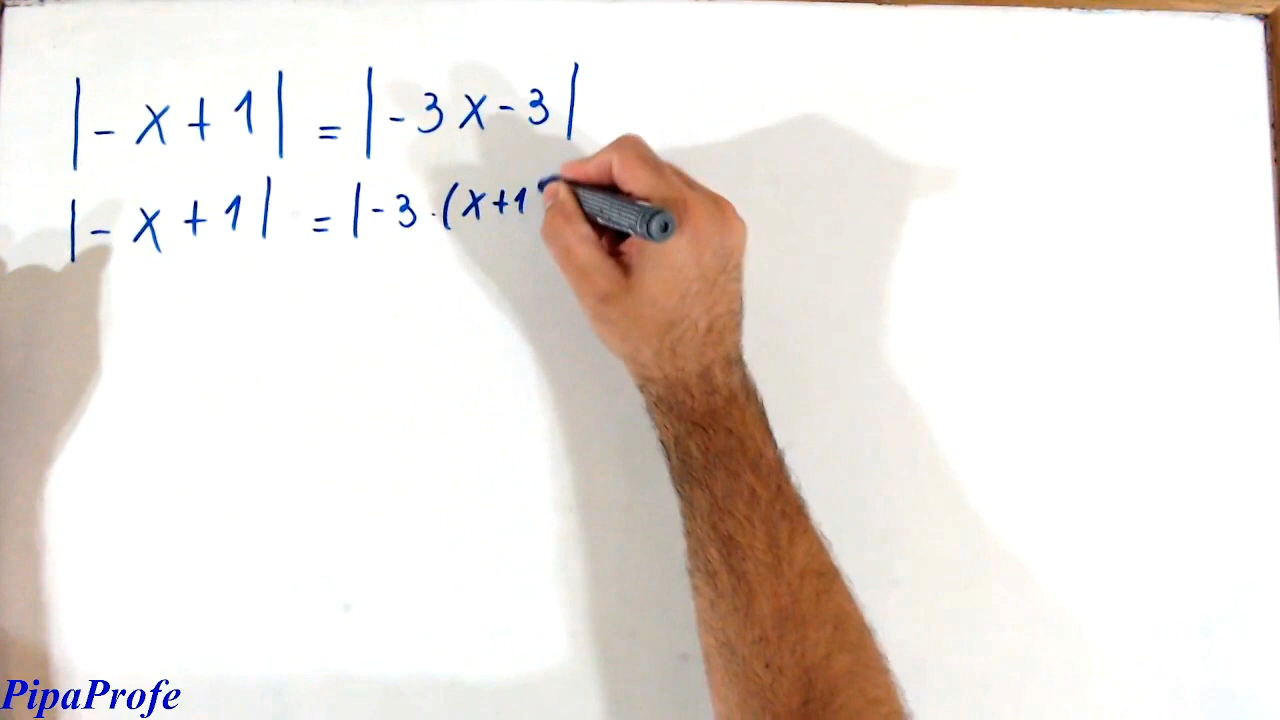 |- x + 1| = |-3x-3|
|- x + 1| = |-3·(x+1
PipaProfe